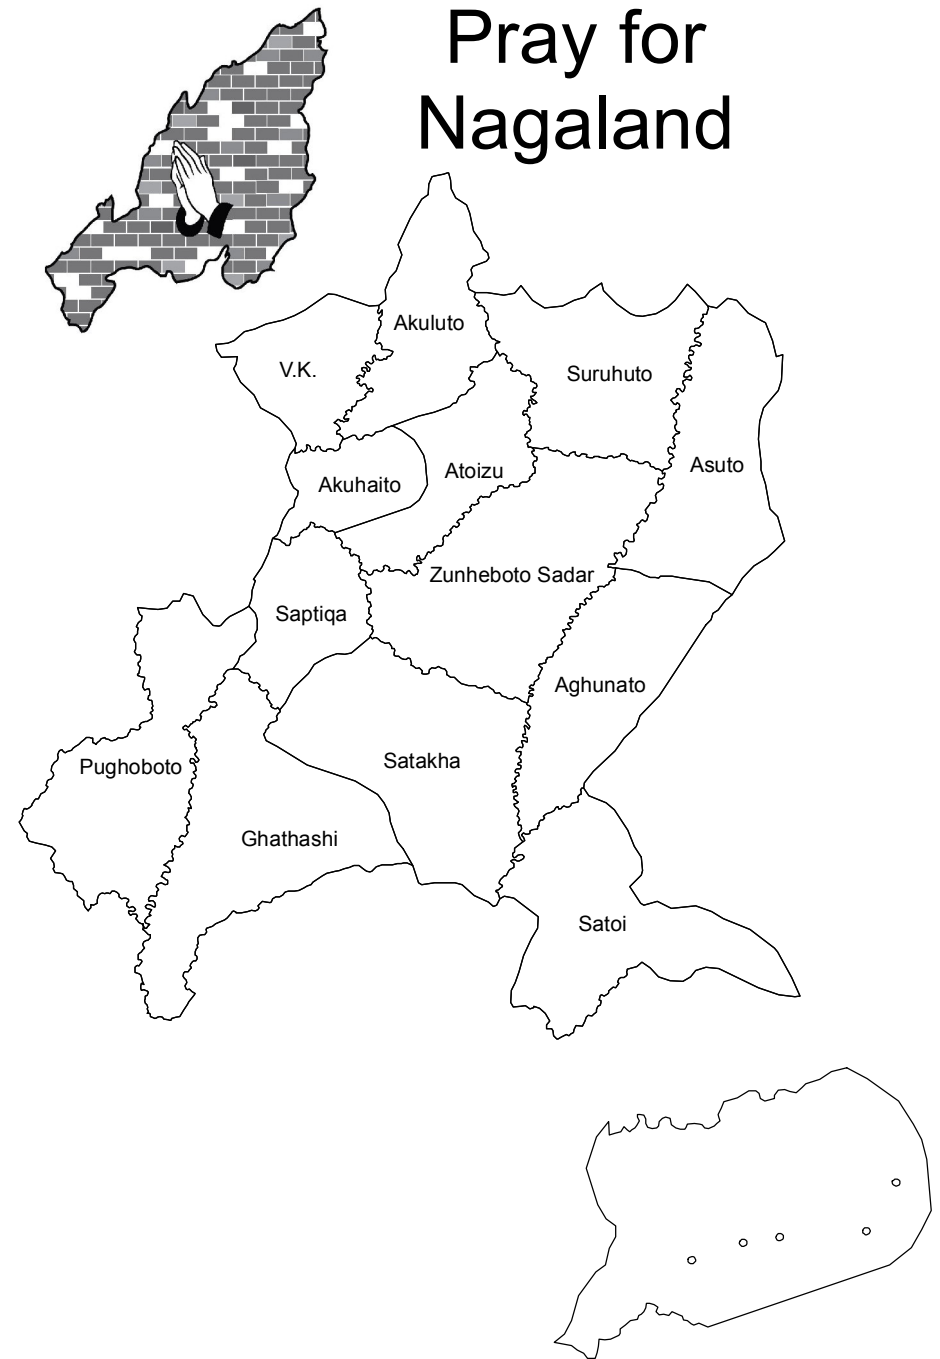 Pray for
Nagaland
Akuluto
V.K.
Suruhuto
Asuto
Atoizu
Akuhaito
Zunheboto Sadar
Saptiqa
Aghunato
Satakha
Pughoboto
Ghathashi
Satoi